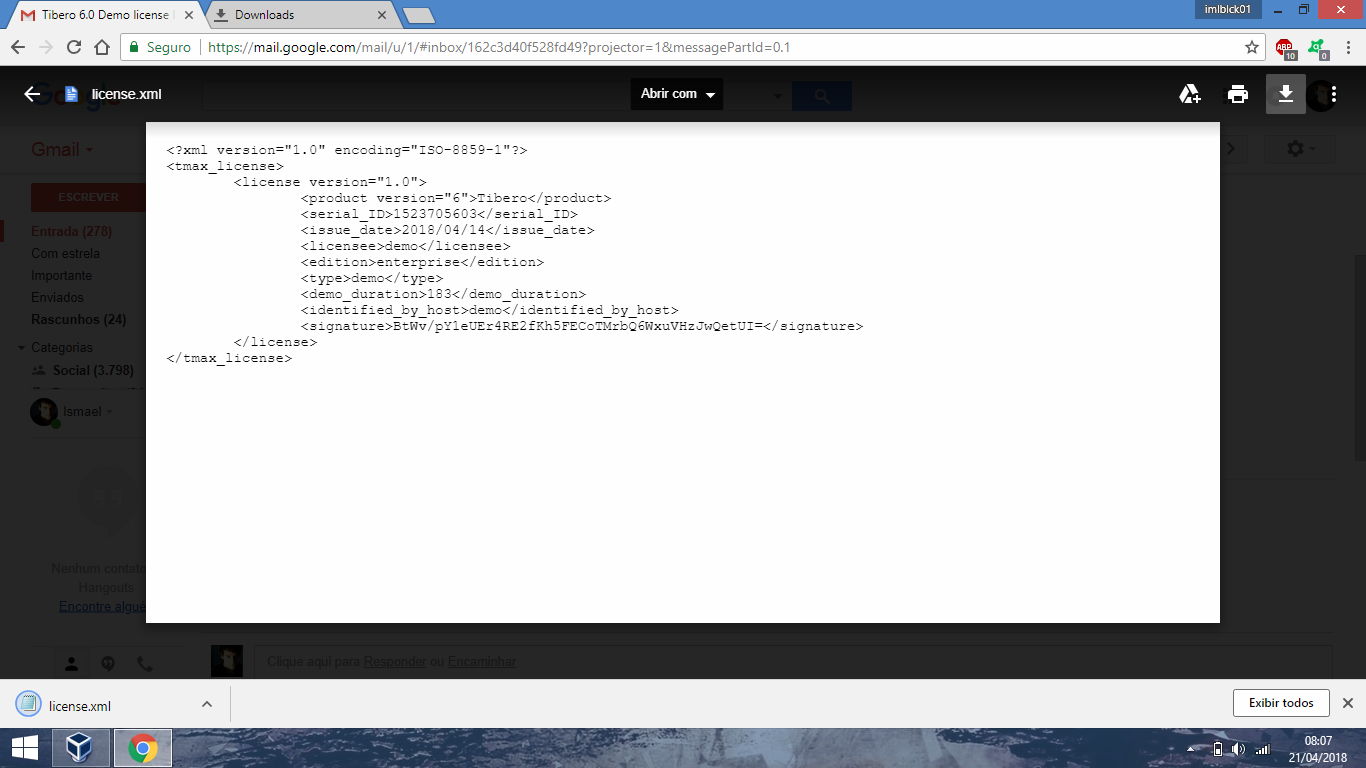 Tibero 6.0 Demo license
Downloads
imlblck01
Seguro
https://mail.google.com/mail/u/1/#inbox/162c3d40f528fd49?projector=1&messagePartId=0.1
ABP
10
0
license.xml
Abrir com
Gmail
ESCREVER
Entrada (278)
Com estrela
Importante
Enviados
Rascunhos (24)
Categorias
Social (3.798)
Ismael
Nenhum
Hangouts
Encontre
<?xml version="1.0" encoding="ISO-8859-1"?>
<tmax_license>
<license version="1.0">
<product version="6">Tibero</product>
<serial_ID>1523705603</serial_ID>
<issue_date>2018/04/14</issue_date>
<licensee>demo</licensee>
<edition>enterprise</edition>
<type>demo</type>
<demo_duration>183</demo_duration>
<identified_by_host>demo</identified_by_host>
<signature>BtWv/pY1eUEr4RE2fKh5FECoTMrbQ6WxuVHzJwQetUI=</signature>
</license>
</tmax_license>
Clique aqui para Responder ou Encaminhar
license.xml
Exibir todos
08:07
21/04/2018